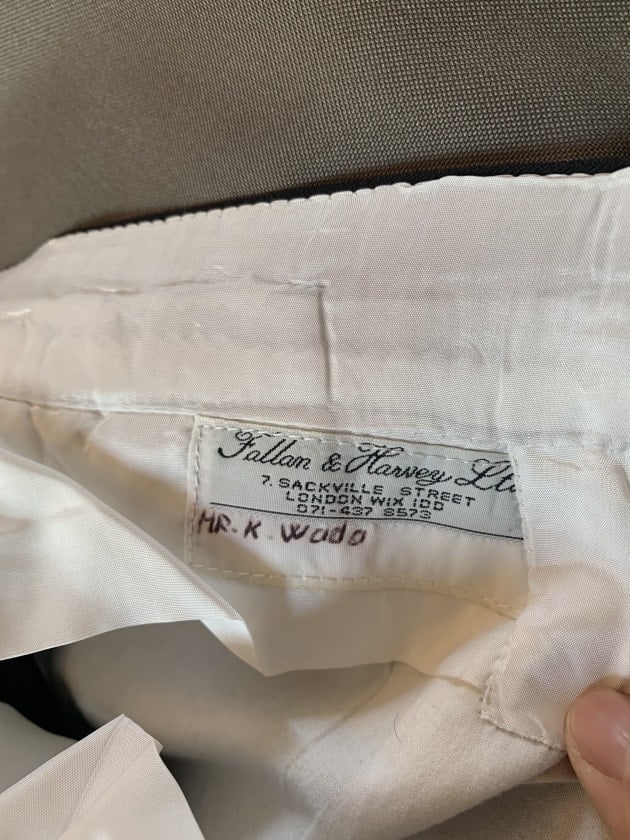 Fallan & Harvey Ltd
7. SACKVILLE STREET
LONDON W1X 1DD
071-437 8573
MR. K. Wada